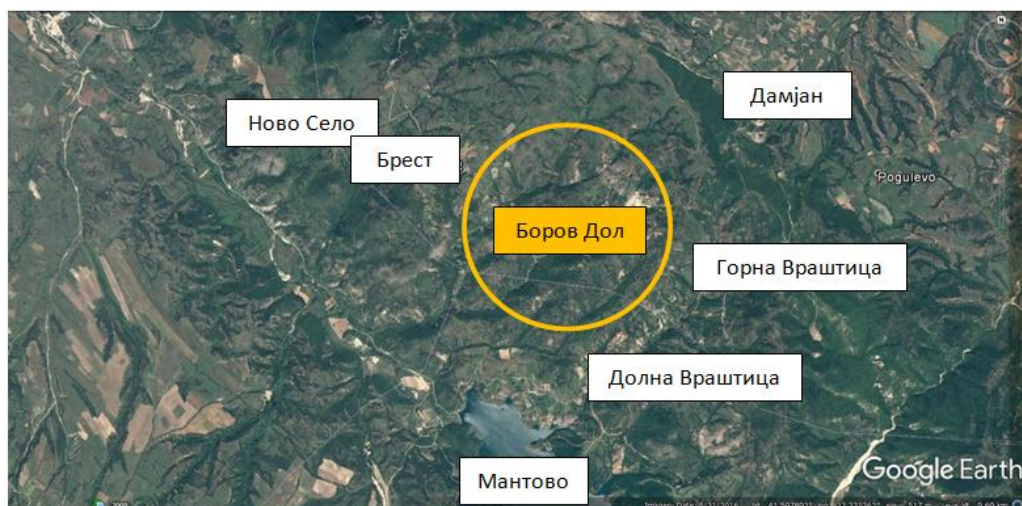 Дамјан
Ново Село
Брест
Pogulevo
Боров Дол
Горна Враштица
Долна Враштица
Мантово
Google Earth